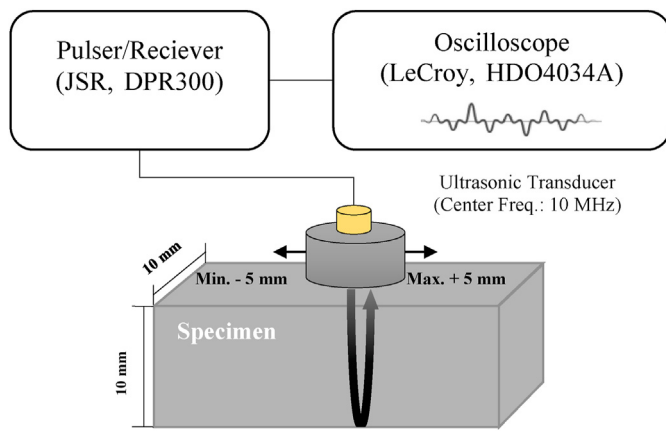 Pulser/Reciever
(JSR, DPR300)
Oscilloscope
(LeCroy, HDO4034A)
Ultrasonic Transducer
(Center Freq.: 10 MHz)
10 mm
Min. - 5 mm
Max. + 5 mm
Specimen
10 mm